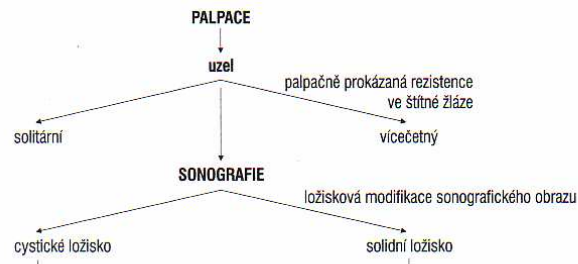 PALPACE
uzel
palpačně prokázaná rezistence
ve štítné žláze
solitární
vícečetný
SONOGRAFIE
ložisková modifikace sonografického obrazu
cystické ložisko
solidní ložisko